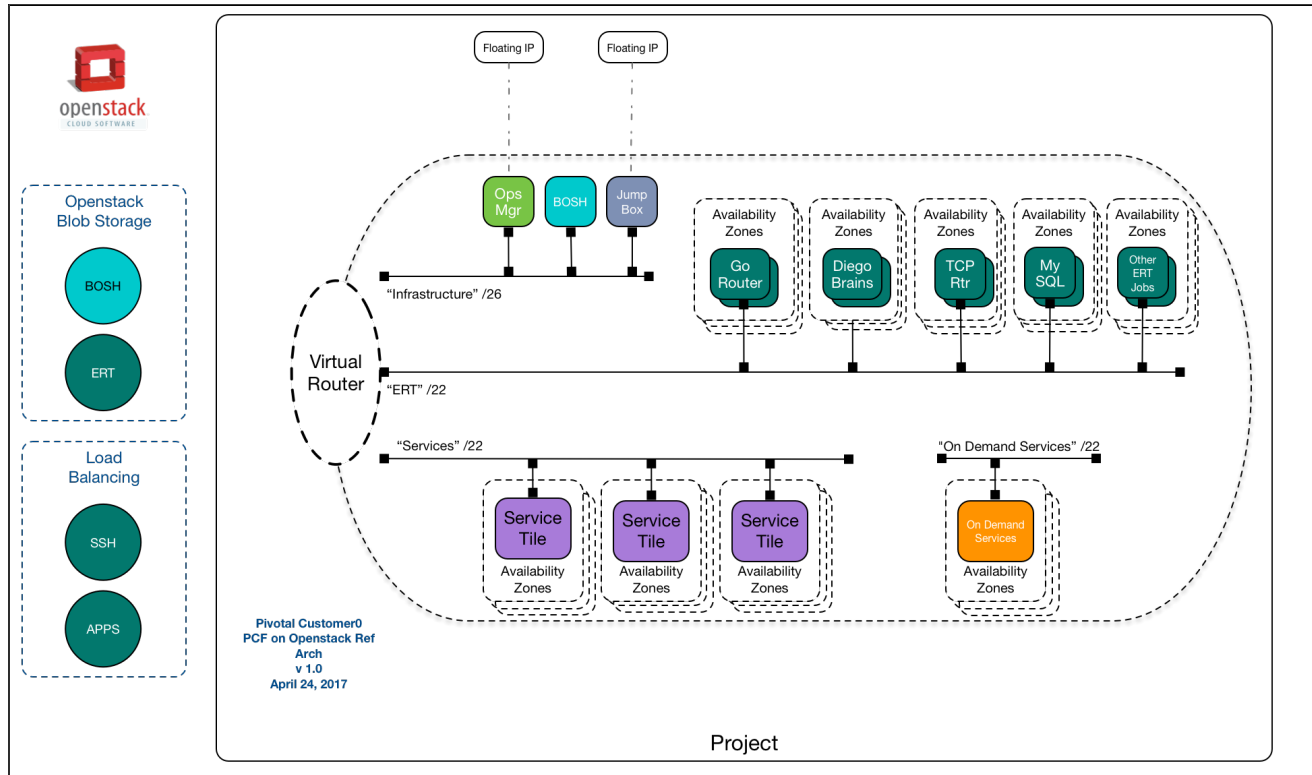 openstack
CLOUD SOFTWARE
Openstack
Blob Storage
BOSH
ERT
Load
Balancing
SSH
APPS
Floating IP
Floating IP
Ops
Mgr
BOSH
Jump
Box
“Infrastructure” /26
Availability
Zones
Go
Router
Availability
Zones
Diego
Brains
Availability
Zones
TCP
Rtr
Availability
Zones
My
SQL
Availability
Zones
Other
ERT
Jobs
Virtual
Router
“ERT” /22
“Services” /22
Service
Tile
Availability
Zones
Service
Tile
Availability
Zones
Service
Tile
Availability
Zones
"On Demand Services” /22
On Demand
Services
Availability
Zones
Pivotal Customer0
PCF on Openstack Ref
Arch
v 1.0
April 24, 2017
Project